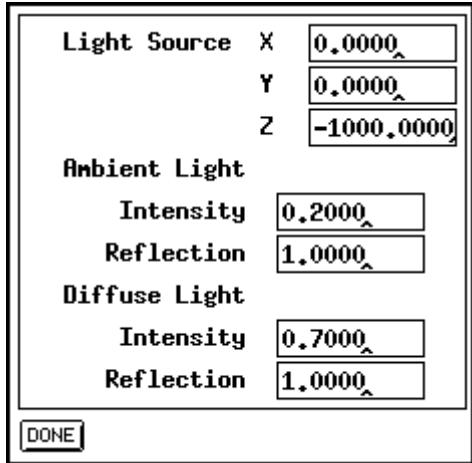 Light Source X 0.0000
Y 0.0000
Z -1000.0000
Ambient Light
Intensity 0.2000
Reflection 1.0000
Diffuse Light
Intensity 0.7000
Reflection 1.0000
DONE